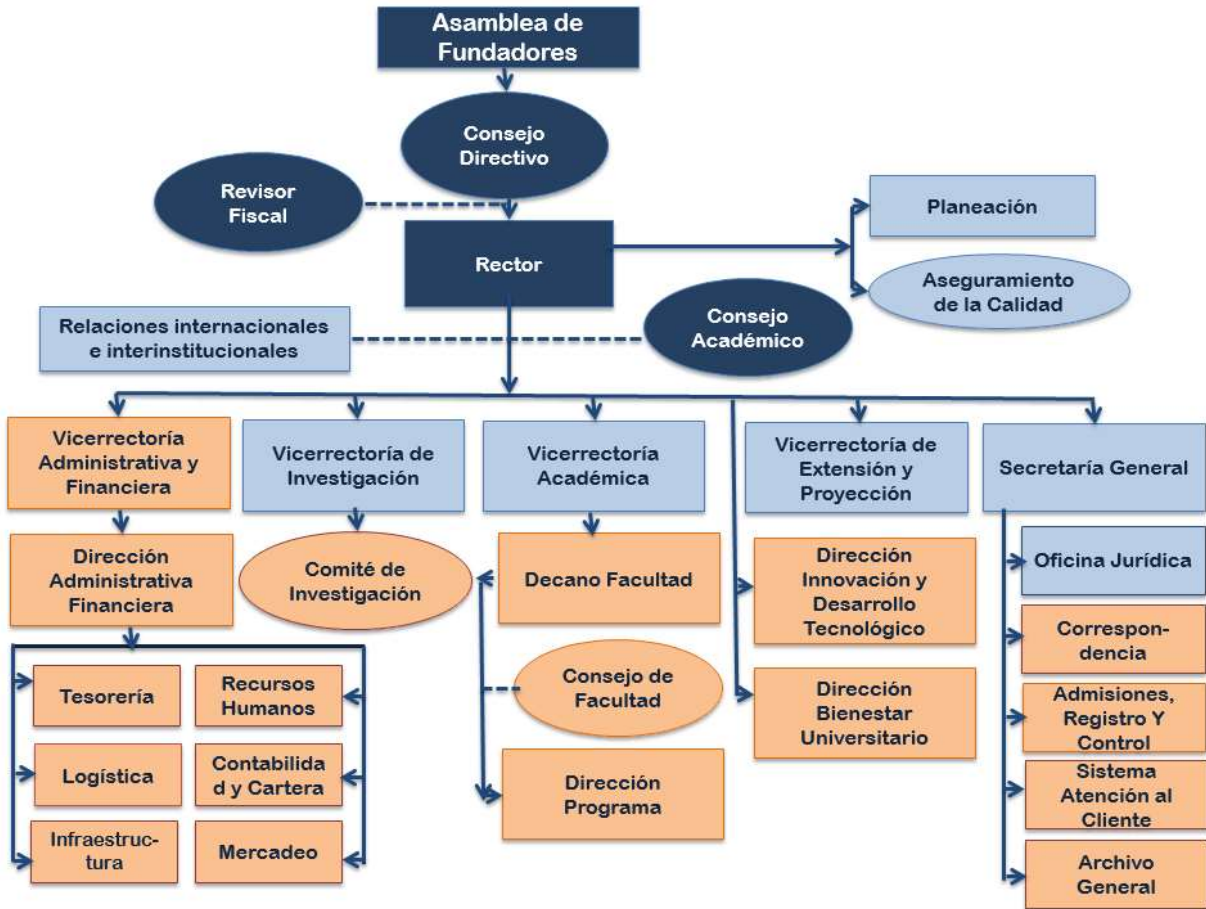 Asamblea de
Fundadores
Consejo
Directivo
Revisor
Fiscal
Planeación
Rector
Aseguramiento
de la Calidad
Relaciones internacionales
e interinstitucionales
Consejo
Académico
Vicerrectoría
Administrativa y
Financiera
Vicerrectoría de
Investigación
Vicerrectoría
Académica
Vicerrectoría de
Extensión y
Proyección
Secretaría General
Dirección
Administrativa
Financiera
Comité de
Investigación
Decano Facultad
Dirección
Innovación y
Desarrollo
Tecnológico
Oficina Jurídica
Correspon-
dencia
Tesorería
Recursos
Humanos
Consejo de
Facultad
Dirección
Bienestar
Universitario
Admisiones,
Registro Y
Control
Logística
Contabilida
d y Cartera
Sistema
Atención al
Cliente
Dirección
Programa
Infraestruc-
tura
Mercadeo
Archivo
General